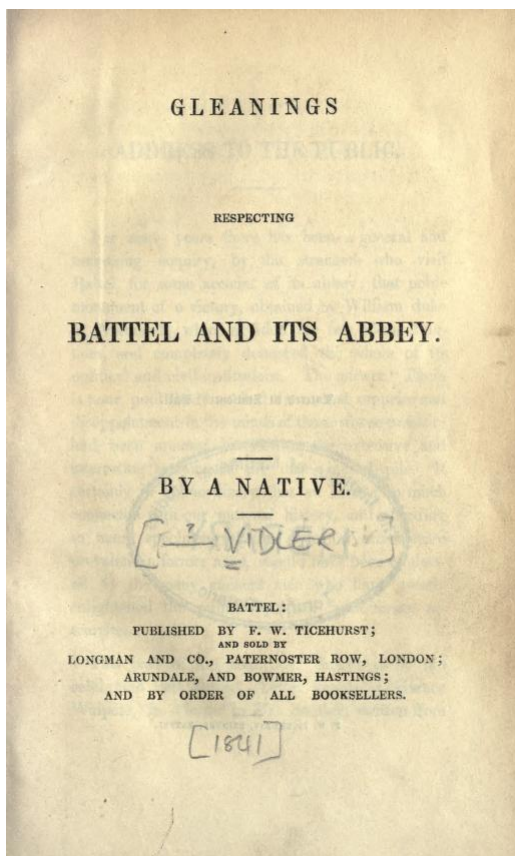 GLEANINGS
RESPECTING
BATTEL AND ITS ABBEY.
BY A NATIVE.
[? VIDLER]
BATTEL:
PUBLISHED BY F. W. TICEHURST;
AND SOLD BY
LONGMAN AND CO., PATERNOSTER ROW, LONDON;
ARUNDALE, AND BOWMER, HASTINGS;
AND BY ORDER OF ALL BOOKSELLERS.
[1841]